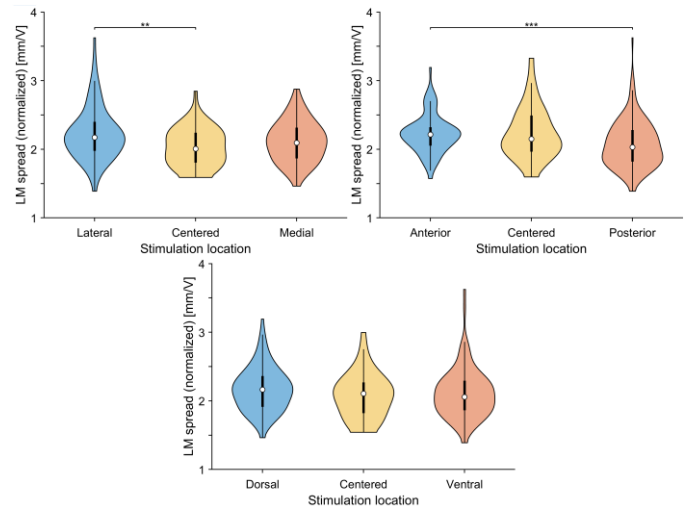 **
LM spread (normalized) [mm/V]
4
3
2
1
Lateral Centered Medial
Stimulation location
***
LM spread (normalized) [mm/V]
4
3
2
1
Anterior Centered Posterior
Stimulation location
LM spread (normalized) [mm/V]
4
3
2
1
Dorsal Centered Ventral
Stimulation location